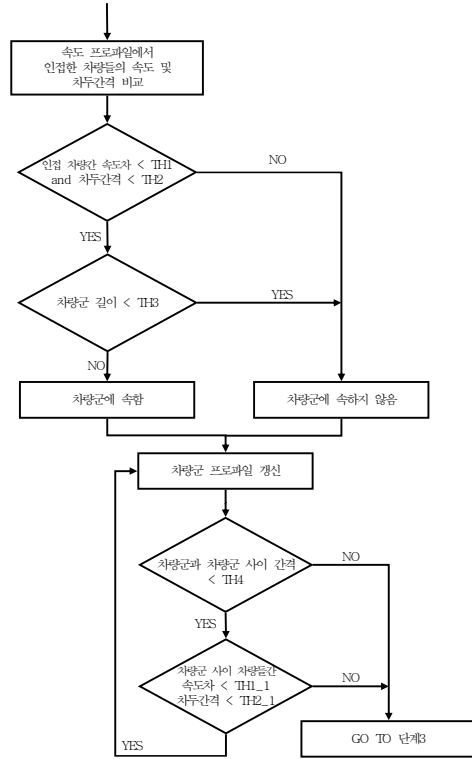 속도 프로파일에서
인접한 차량들의 속도 및
차두간격 비교
인접 차량간 속도차 < TH1
and 차두간격 < TH2
NO
YES
차량군 길이 < TH3
YES
NO
차량군에 속함
차량군에 속하지 않음
차량군 프로파일 갱신
차량군과 차량군 사이 간격
< TH4
NO
YES
차량군 사이 차량들간
속도차 < TH1_1
차두간격 < TH2_1
NO
YES
GO TO 단계3